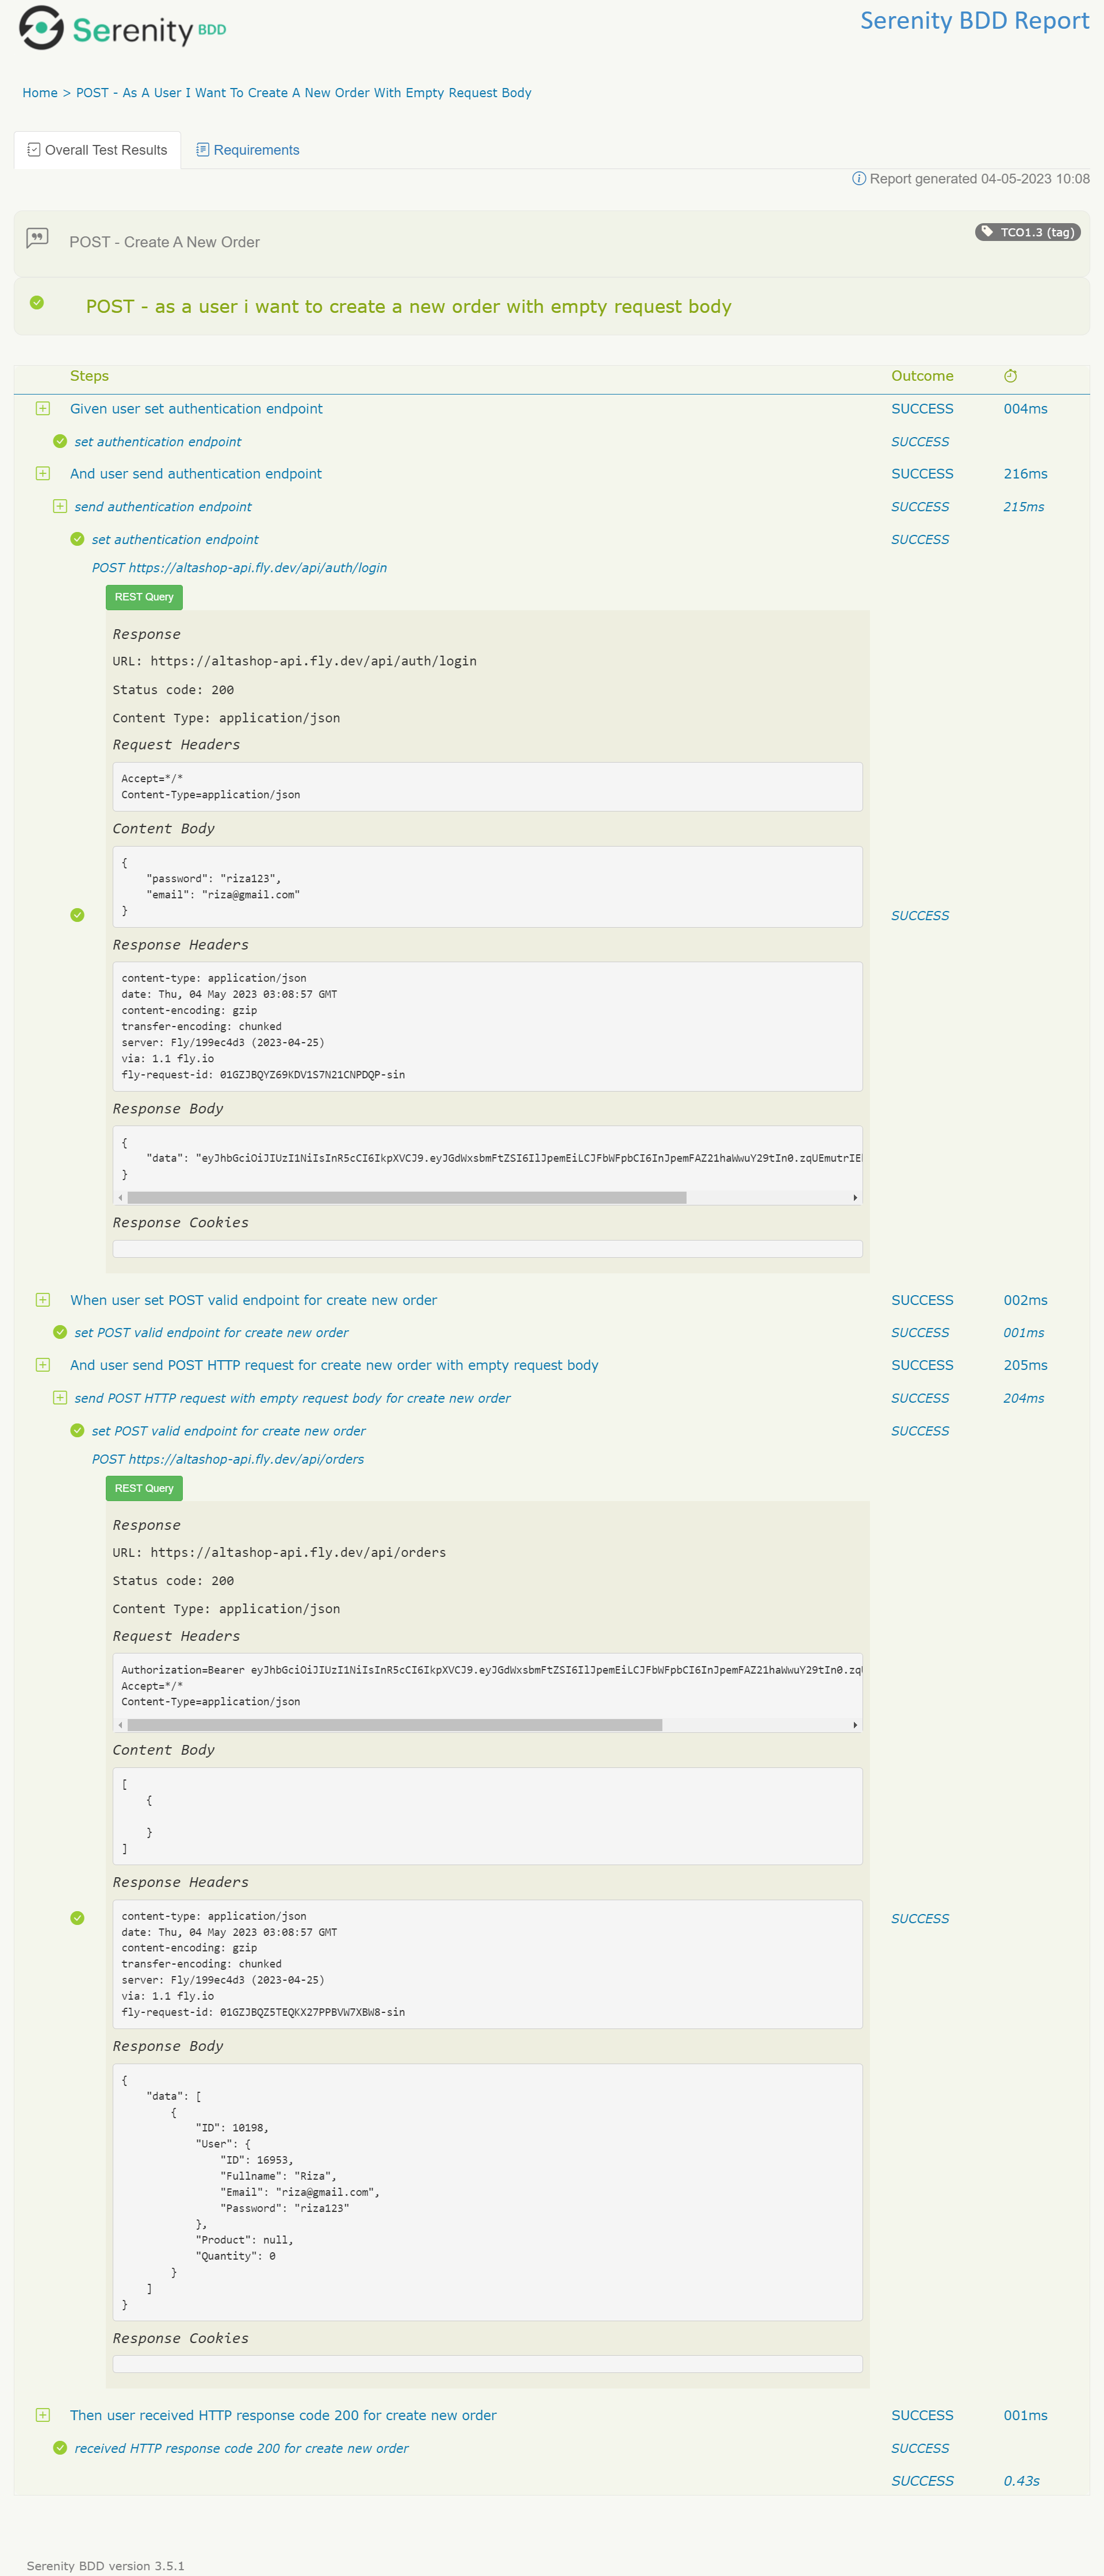 Serenity BDD
Serenity BDD Report
Home > POST - As A User I Want To Create A New Order With Empty Request Body
Overall Test Results Requirements
Report generated 04-05-2023 10:08
POST - Create A New Order
TCO1.3 (tag)
POST - as a user i want to create a new order with empty request body
Steps Outcome
Given user set authentication endpoint SUCCESS 004ms
set authentication endpoint SUCCESS
And user send authentication endpoint SUCCESS 216ms
send authentication endpoint SUCCESS 215ms
set authentication endpoint SUCCESS
POST https://altashop-api.fly.dev/api/auth/login
REST Query
Response
URL: https://altashop-api.fly.dev/api/auth/login
Status code: 200
Content Type: application/json
Request Headers
Accept=*/*
Content-Type=application/json
Content Body
{
"password": "riza123",
"email": "riza@gmail.com"
}
SUCCESS
Response Headers
content-type: application/json
date: Thu, 04 May 2023 03:08:57 GMT
content-encoding: gzip
transfer-encoding: chunked
server: Fly/199ec4d3 (2023-04-25)
via: 1.1 fly.io
fly-request-id: 01GZJBQYZ69KDV1S7N21CNPDQP-sin
Response Body
{
"data":
}
Response Cookies
When user set POST valid endpoint for create new order SUCCESS 002ms
set POST valid endpoint for create new order SUCCESS 001ms
And user send POST HTTP request for create new order with empty request body SUCCESS 205ms
send POST HTTP request with empty request body for create new order SUCCESS 204ms
set POST valid endpoint for create new order SUCCESS
POST https://altashop-api.fly.dev/api/orders
REST Query
Response
URL: https://altashop-api.fly.dev/api/orders
Status code: 200
Content Type: application/json
Request Headers
Authorization=Bearer
Accept=*/*
Content-Type=application/json
Content Body
[
{
}
]
Response Headers
content-type: application/json
SUCCESS
date: Thu, 04 May 2023 03:08:57 GMT
content-encoding: gzip
transfer-encoding: chunked
server: Fly/199ec4d3 (2023-04-25)
via: 1.1 fly.io
fly-request-id: 01GZJBQZ5TEQKX27PPBVW7XBW8-sin
Response Body
{
"data": [
{
"ID": 10198,
"User": {
"ID": 16953,
"Fullname": "Riza",
"Email": "riza@gmail.com",
"Password": "riza123"
},
"Product": null,
"Quantity": 0
}
]
}
Response Cookies
Then user received HTTP response code 200 for create new order SUCCESS 001ms
received HTTP response code 200 for create new order SUCCESS
SUCCESS 0.43s
Serenity BDD version 3.5.1